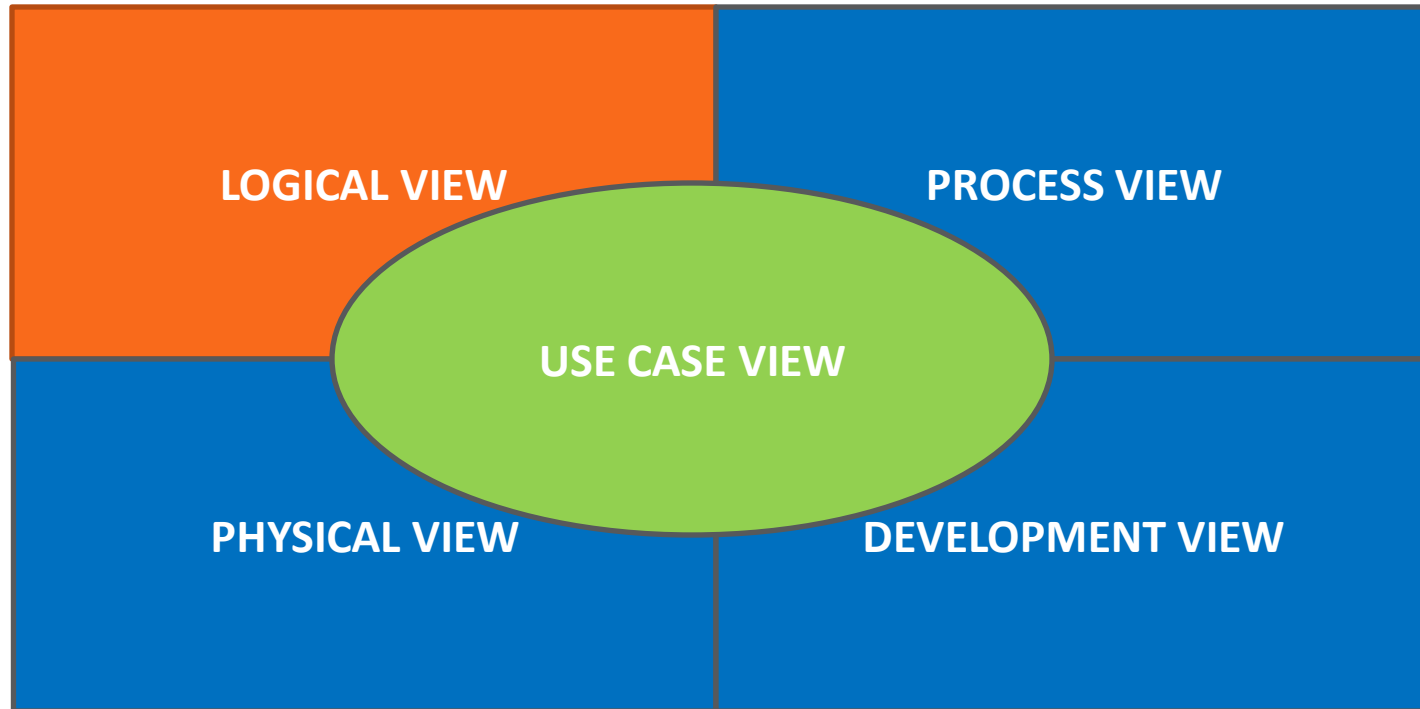 LOGICAL VIEW
PROCESS VIEW
USE CASE VIEW
PHYSICAL VIEW
DEVELOPMENT VIEW